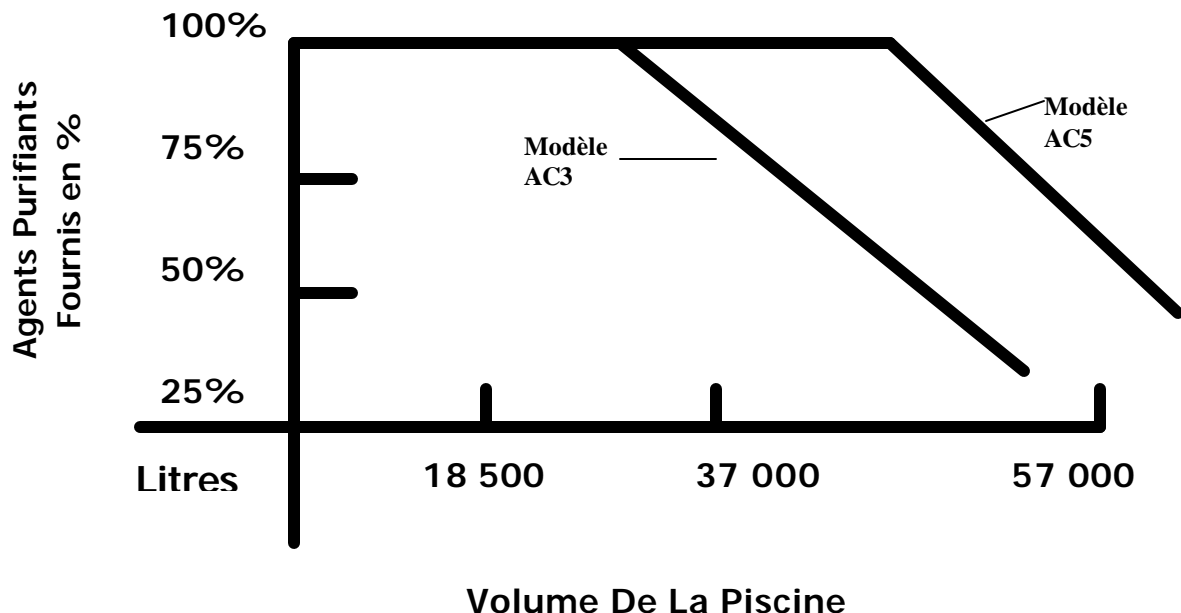 100%
Agents Purifiants
Fournis en %
75%
50%
25%
Modèle
AC3
Modèle
AC5
Litres
18 500
37 000
57 000
Volume De La Piscine